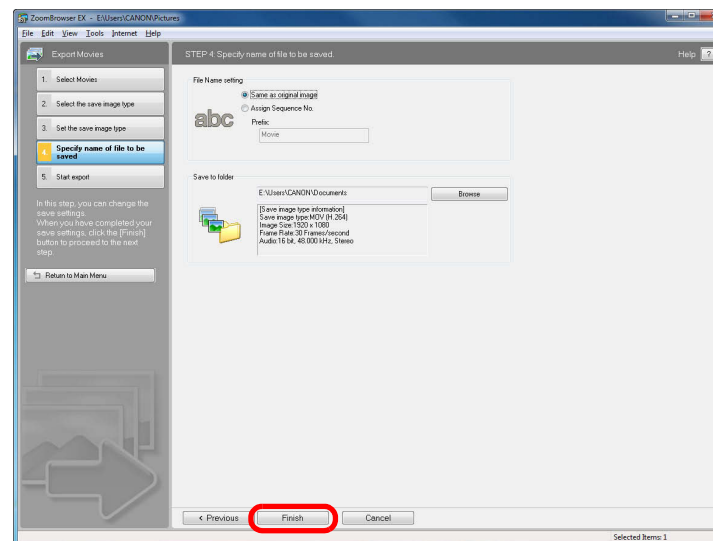 ZoomBrowser EX - E:\Users\CANON\Pictures
File Edit View Tools Internet Help
Export Movies
STEP 4: Specify name of file to be saved.
Help ?
1. Select Movies
2. Select the save image type
3. Set the save image type
4. Specify name of file to be
saved
5. Start export
In this step, you can change the
save settings.
When you have completed your
save settings, click the [Finish]
button to proceed to the next
step.
Return to Main Menu
File Name setting
abc
Same as original image
Assign Sequence No.
Prefix:
Movie
Save to folder
E:\Users\CANON\Documents
Browse
[Save image type information]
Save image type:MOV (H.264)
Image Size:1920 x 1080
Frame Rate:30 Frames/second
Audio:16 bit, 48.000 kHz, Stereo
< Previous
Finish
Cancel
Selected Items: 1